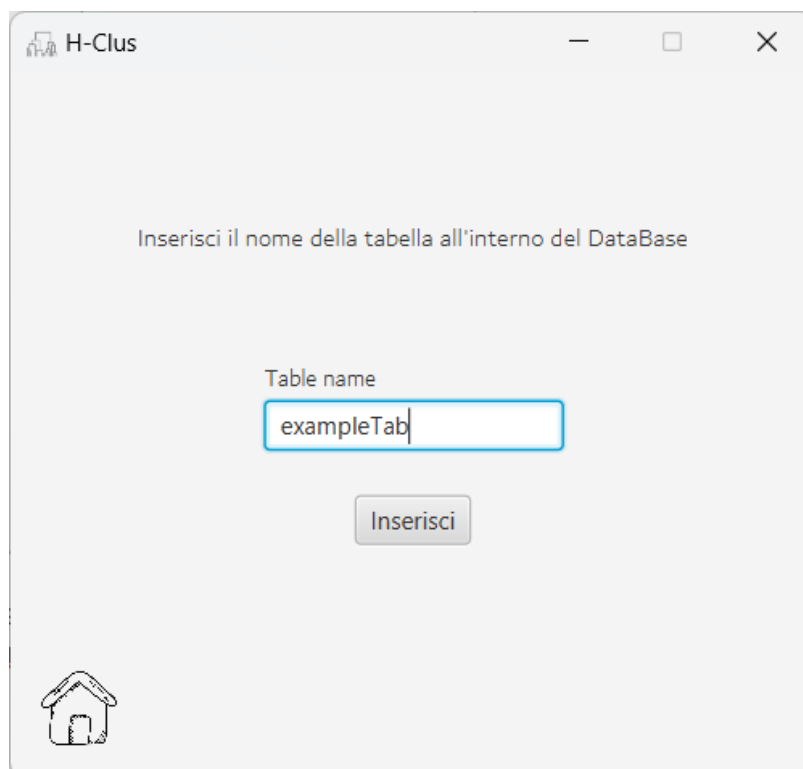 H-Clus
Inserisci il nome della tabella all'interno del DataBase
Table name
exampleTab
Inserisci